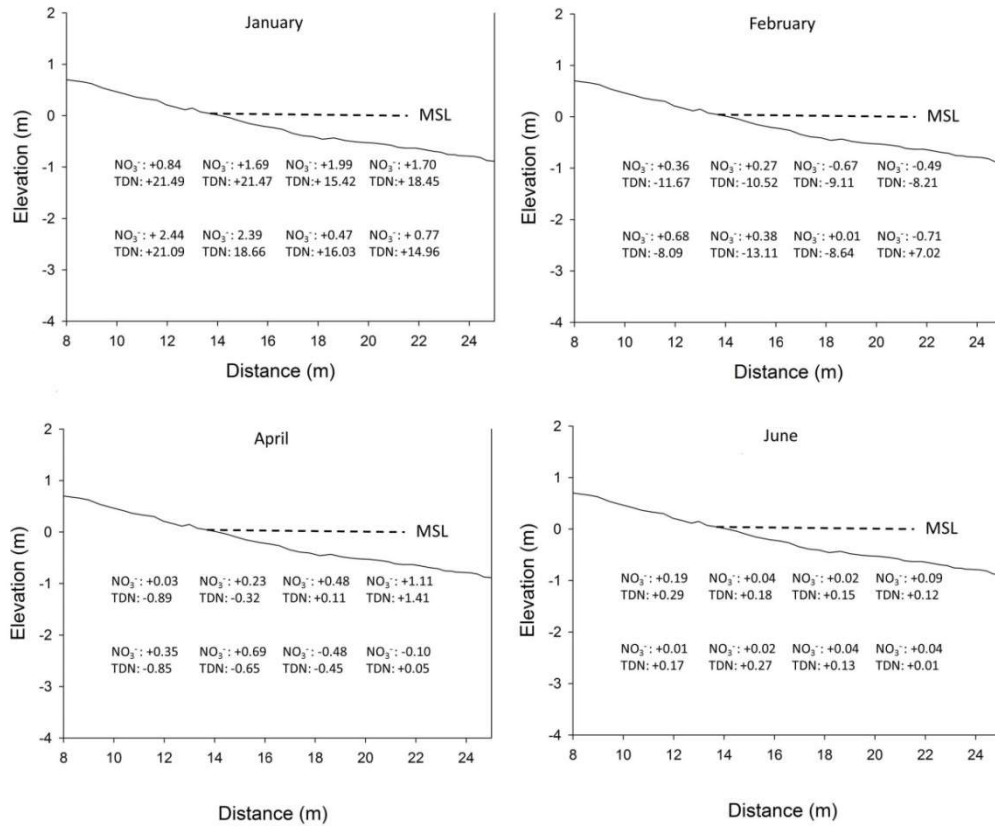 January
2
1
0
-1
-2
-3
-4
Elevation (m)
MSL
NO₃⁻: +0.84 NO₃⁻: +1.69 NO₃⁻: +1.99 NO₃⁻: +1.70
TDN: +21.49 TDN: +21.47 TDN: + 15.42 TDN: + 18.45
NO₃⁻: + 2.44 NO₃⁻: 2.39 NO₃⁻: +0.47 NO₃⁻: + 0.77
TDN: +21.09 TDN: 18.66 TDN: +16.03 TDN: +14.96
8 10 12 14 16 18 20 22 24
Distance (m)
February
2
1
0
-1
-2
-3
-4
Elevation (m)
MSL
NO₃⁻: +0.36 NO₃⁻: +0.27 NO₃⁻: -0.67 NO₃⁻: -0.49
TDN: -11.67 TDN: -10.52 TDN: -9.11 TDN: -8.21
NO₃⁻: +0.68 NO₃⁻: +0.38 NO₃⁻: +0.01 NO₃⁻: -0.71
TDN: -8.09 TDN: -13.11 TDN: -8.64 TDN: +7.02
8 10 12 14 16 18 20 22 24
Distance (m)
April
2
1
0
-1
-2
-3
-4
Elevation (m)
MSL
NO₃⁻: +0.03 NO₃⁻: +0.23 NO₃⁻: +0.48 NO₃⁻: +1.11
TDN: -0.89 TDN: -0.32 TDN: +0.11 TDN: +1.41
NO₃⁻: +0.35 NO₃⁻: +0.69 NO₃⁻: -0.48 NO₃⁻: -0.10
TDN: -0.85 TDN: -0.65 TDN: -0.45 TDN: +0.05
8 10 12 14 16 18 20 22 24
Distance (m)
June
2
1
0
-1
-2
-3
-4
Elevation (m)
MSL
NO₃⁻: +0.19 NO₃⁻: +0.04 NO₃⁻: +0.02 NO₃⁻: +0.09
TDN: +0.29 TDN: +0.18 TDN: +0.15 TDN: +0.12
NO₃⁻: +0.01 NO₃⁻: +0.02 NO₃⁻: +0.04 NO₃⁻: +0.04
TDN: +0.17 TDN: +0.27 TDN: +0.13 TDN: +0.01
8 10 12 14 16 18 20 22 24
Distance (m)